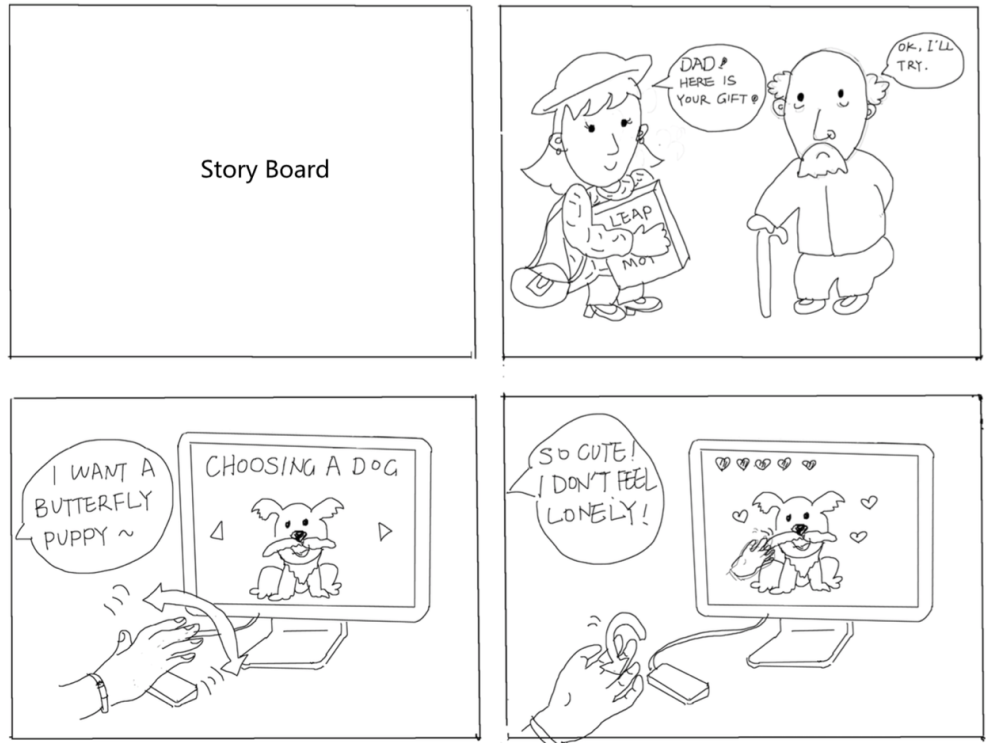 Story Board
DAD!
HERE IS
YOUR GIFT!
OK, I'LL
TRY.
LEAP
MOT
I WANT A
BUTTERFLY
PUPPY ~
CHOOSING A DOG
SO CUTE!
I DON'T FEEL
LONELY!